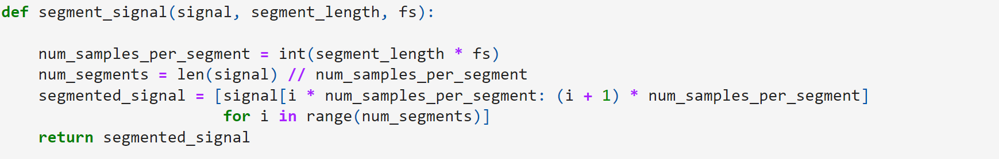 def segment_signal(signal, segment_length, fs):
    num_samples_per_segment = int(segment_length * fs)
    num_segments = len(signal) // num_samples_per_segment
    segmented_signal = [signal[i * num_samples_per_segment: (i + 1) * num_samples_per_segment]
                        for i in range(num_segments)]
    return segmented_signal